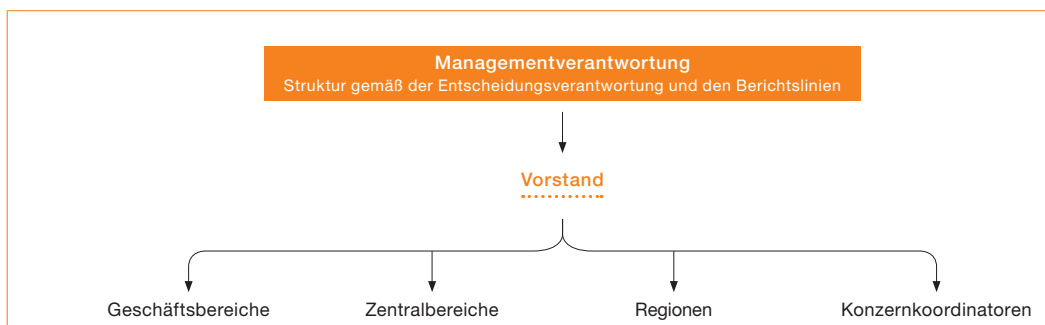 Managementverantwortung
Struktur gemäß der Entscheidungsverantwortung und den Berichtslinien
Vorstand
Geschäftsbereiche Zentralbereiche Regionen Konzernkoordinatoren